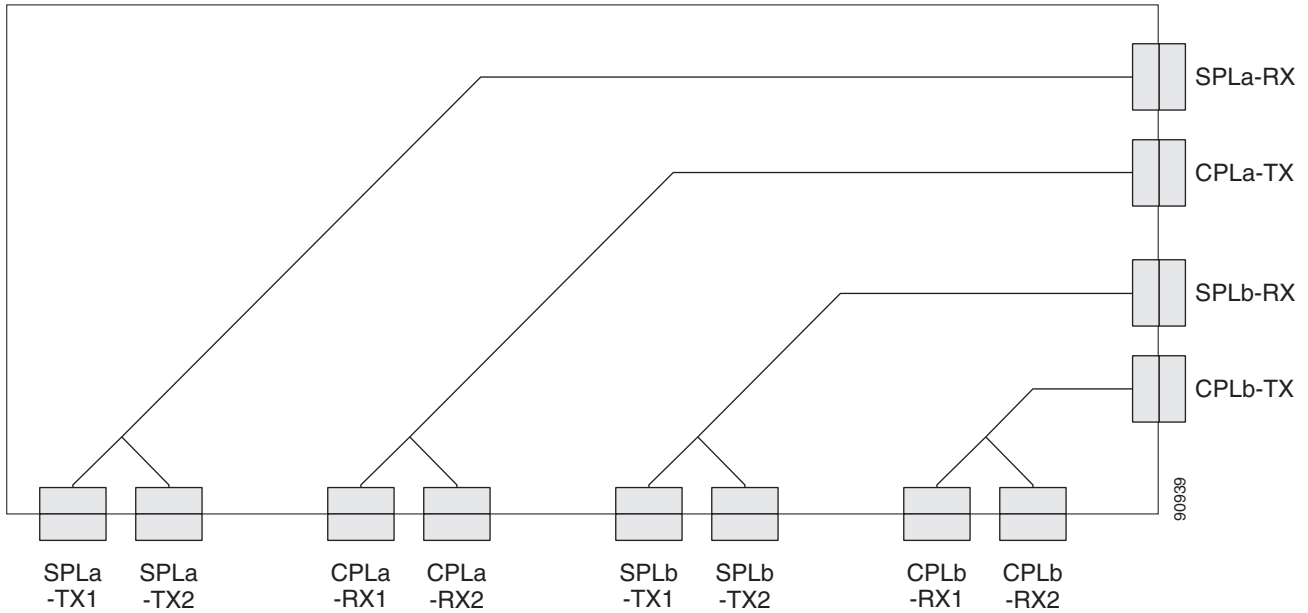 SPLa-RX
CPLa-TX
SPLb-RX
CPLb-TX
90939
SPLa
-TX1
SPLa
-TX2
CPLa
-RX1
CPLa
-RX2
SPLb
-TX1
SPLb
-TX2
CPLb
-RX1
CPLb
-RX2